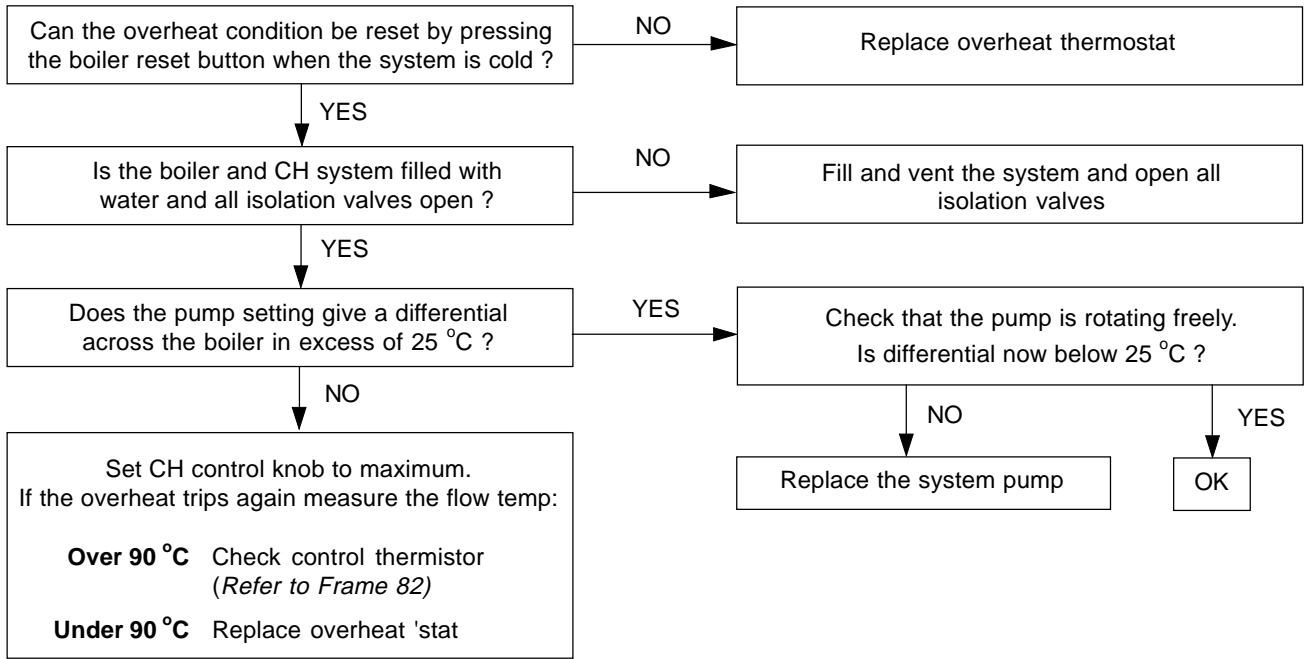 Can the overheat condition be reset by pressing
the boiler reset button when the system is cold ?
NO
Replace overheat thermostat
YES
Is the boiler and CH system filled with
water and all isolation valves open ?
NO
Fill and vent the system and open all
isolation valves
YES
Does the pump setting give a differential
across the boiler in excess of 25 °C ?
YES
Check that the pump is rotating freely.
Is differential now below 25 °C ?
NO
NO
YES
Replace the system pump
OK
Set CH control knob to maximum.
If the overheat trips again measure the flow temp:
Over 90 °C Check control thermistor
(Refer to Frame 82)
Under 90 °C Replace overheat 'stat